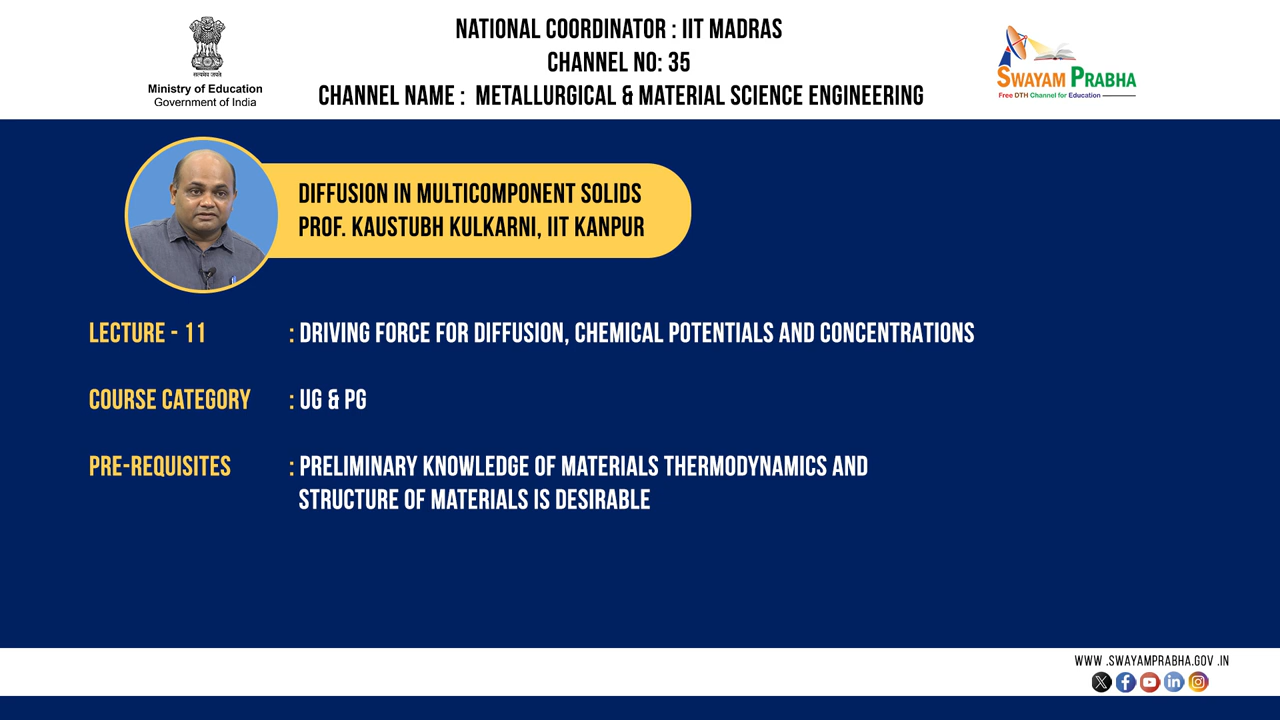 NATIONAL COORDINATOR : IIT MADRAS
CHANNEL NO: 35
CHANNEL NAME : METALLURGICAL & MATERIAL SCIENCE ENGINEERING
सत्यमेव जयते
Ministry of Education
Government of India
SWAYAM PRABHA
Free DTH Channel for Education
DIFFUSION IN MULTICOMPONENT SOLIDS
PROF. KAUSTUBH KULKARNI, IIT KANPUR
LECTURE - 11 : DRIVING FORCE FOR DIFFUSION, CHEMICAL POTENTIALS AND CONCENTRATIONS
COURSE CATEGORY : UG & PG
PRE-REQUISITES : PRELIMINARY KNOWLEDGE OF MATERIALS THERMODYNAMICS AND
STRUCTURE OF MATERIALS IS DESIRABLE
WWW .SWAYAMPRABHA.GOV .IN